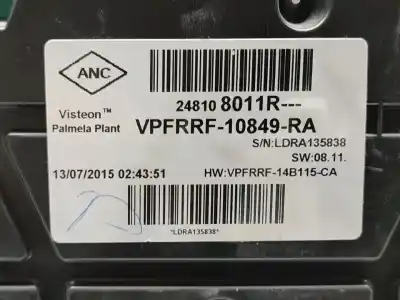 ANC
24810 8011R---
Visteon™
Palmela Plant
VPFRRF-10849-RA
S/N:LDRA135838
SW:08.11.
13/07/2015 02:43:51
HW:VPFRRF-14B115-CA
*LDRA135838*